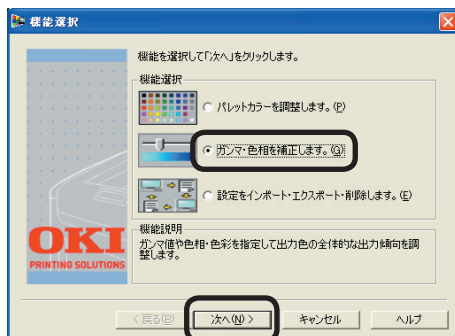 機能選択
機能を選択して「次へ」をクリックします。
機能選択
パレットカラーを調整します。(P)
ガンマ・色相を補正します。(G)
設定をインポート・エクスポート・削除します。(E)
機能説明
ガンマ値や色相・色彩を指定して出力色の全体的な出力傾向を調
整します。
OKI
PRINTING SOLUTIONS
< 戻る(B)
次へ(N) >
キャンセル
ヘルプ